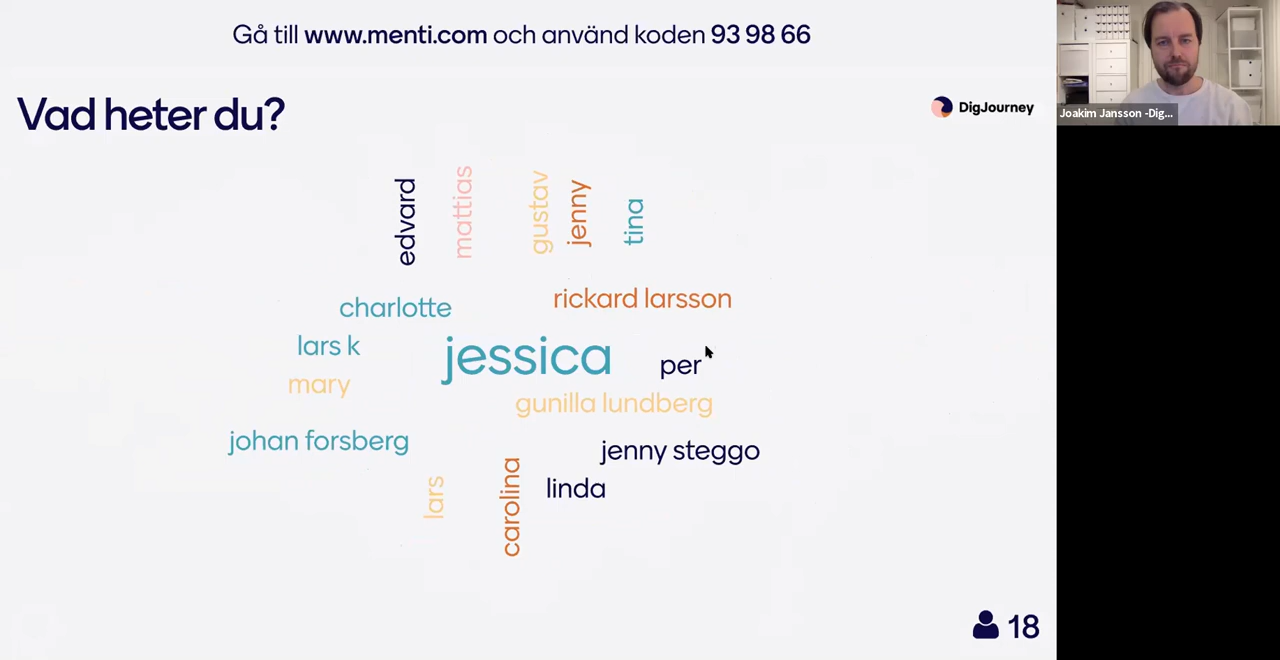 Gå till www.menti.com och använd koden 93 98 66
Vad heter du?
DigJourney
Joakim Jansson -Dig...
edvard
mattias
gustav
jenny
tina
charlotte
rickard larsson
lars k
jessica
per
mary
gunilla lundberg
johan forsberg
jenny steggo
lars
carolina
linda
18